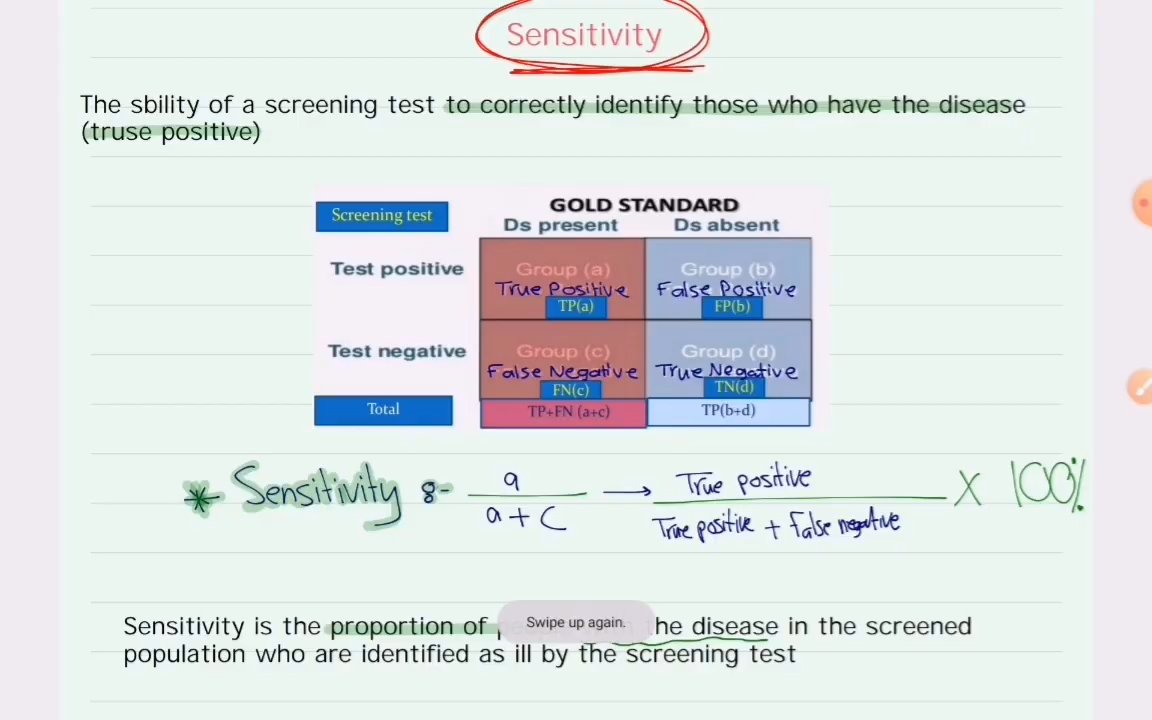 Sensitivity
The sbility of a screening test to correctly identify those who have the disease
(truse positive)
GOLD STANDARD
Screening test
Ds present Ds absent
Test positive
Group (a) Group (b)
True Positive False Positive
TP(a) FP(b)
Test negative
Group (c) Group (d)
False Negative True Negative
FN(c) TN(d)
Total
TP+FN (a+c) TP(b+d)
* Sensitivity 8- a / a + c → True positive / True positive + false negative x 100%
Swipe up again.
Sensitivity is the proportion of the disease in the screened
population who are identified as ill by the screening test